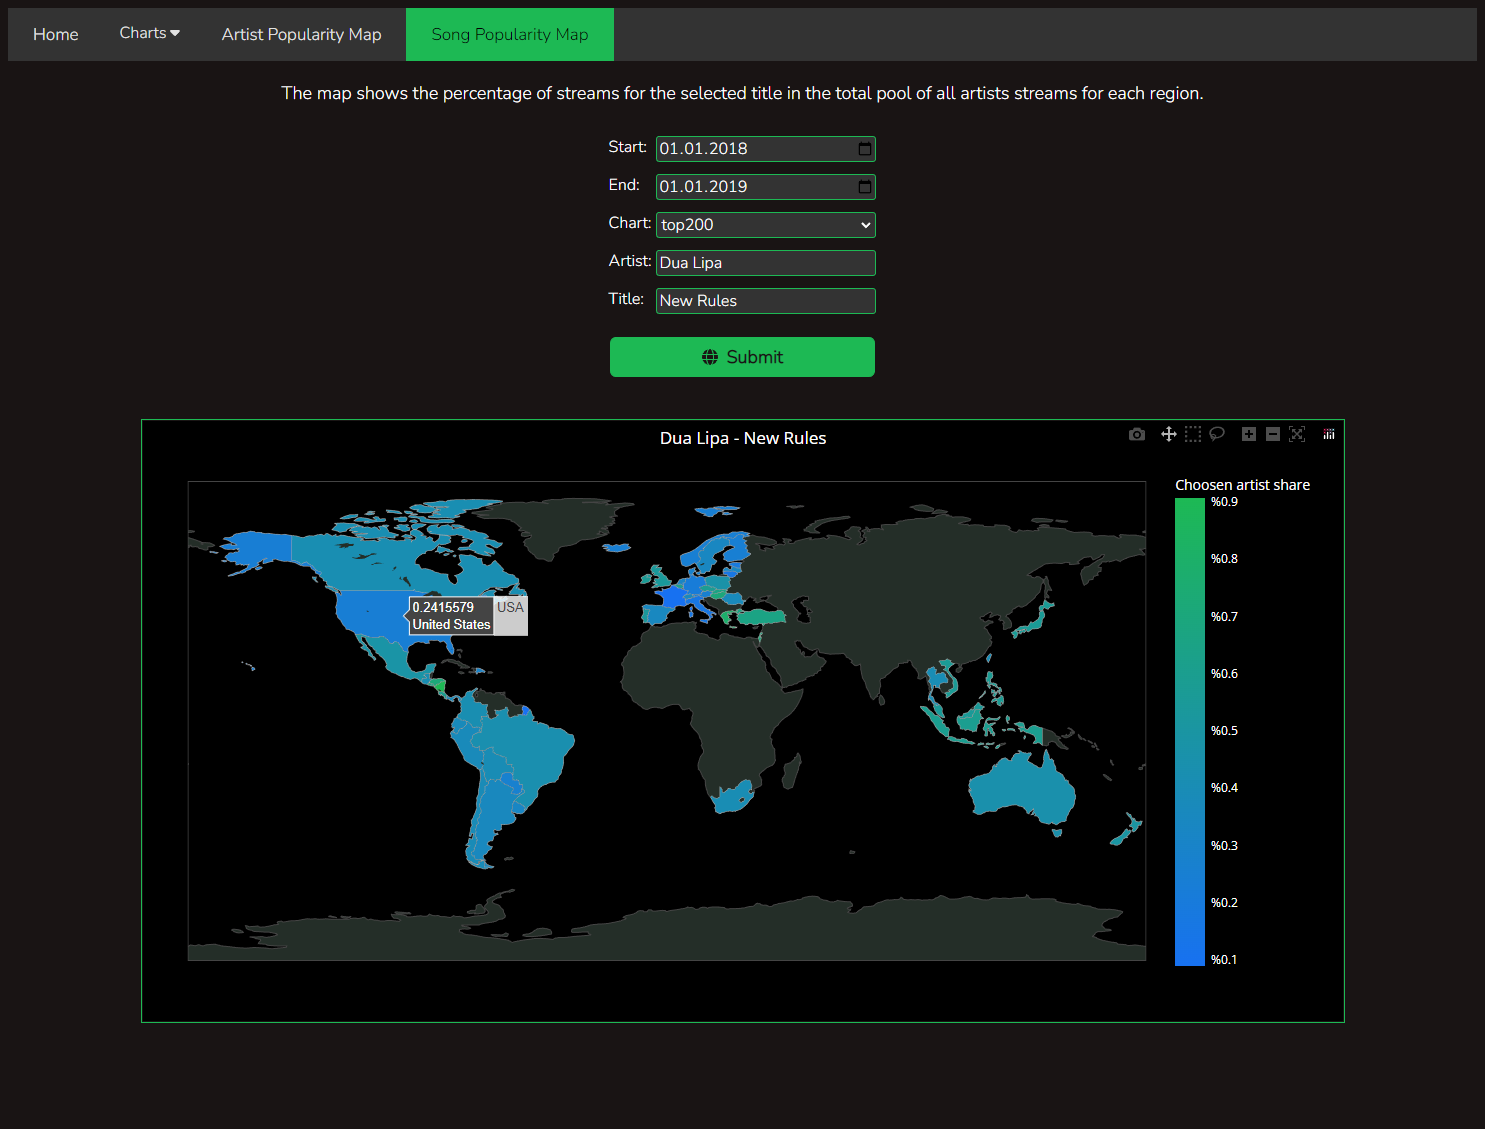 Home Charts Artist Popularity Map Song Popularity Map
The map shows the percentage of streams for the selected title in the total pool of all artists streams for each region.
Start: 01.01.2018
End: 01.01.2019
Chart: top200
Artist: Dua Lipa
Title: New Rules
Submit
Dua Lipa - New Rules
Choosen artist share
%0.9
%0.8
%0.7
%0.6
%0.5
%0.4
%0.3
%0.2
%0.1
0.2415579 USA
United States